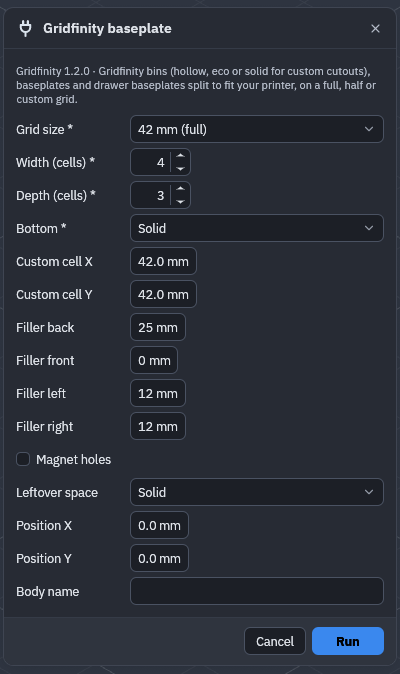 Gridfinity baseplate
Gridfinity 1.2.0 · Gridfinity bins (hollow, eco or solid for custom cutouts),
baseplates and drawer baseplates split to fit your printer, on a full, half or
custom grid.
Grid size * 42 mm (full)
Width (cells) * 4
Depth (cells) * 3
Bottom * Solid
Custom cell X 42.0 mm
Custom cell Y 42.0 mm
Filler back 25 mm
Filler front 0 mm
Filler left 12 mm
Filler right 12 mm
Magnet holes
Leftover space Solid
Position X 0.0 mm
Position Y 0.0 mm
Body name
Cancel Run